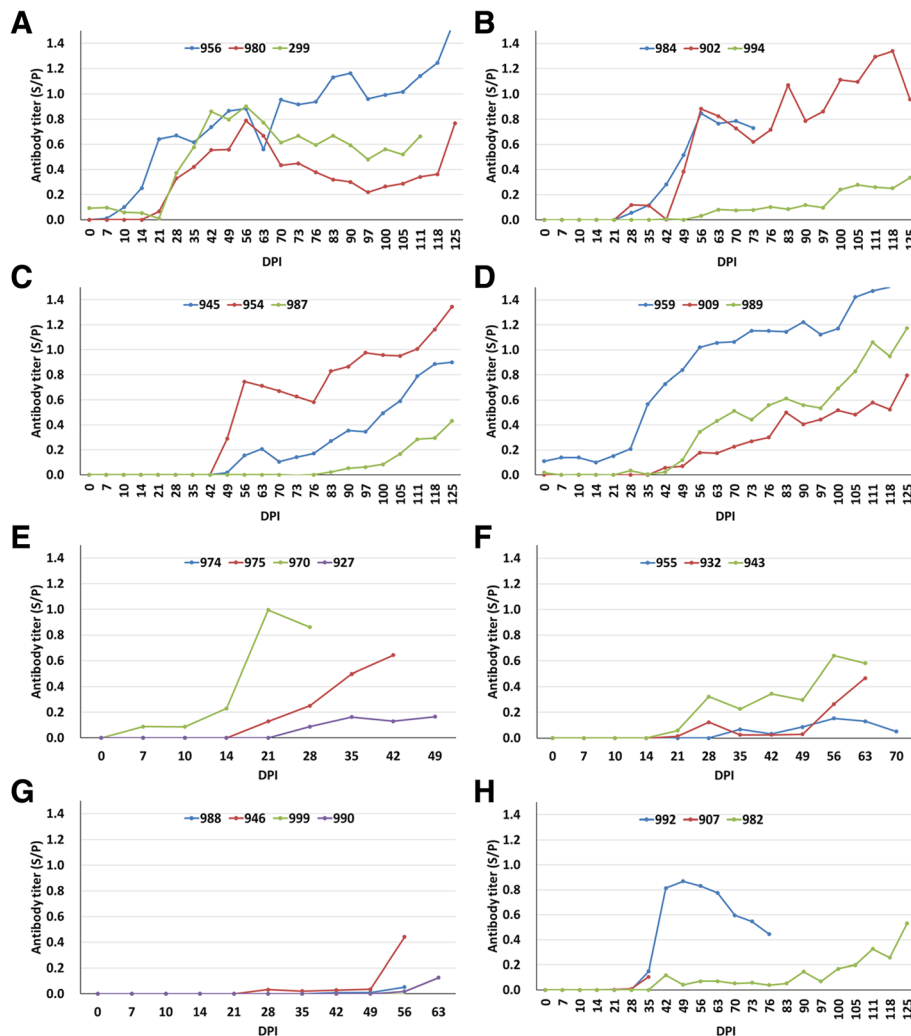 A
Antibody titer (S/P)
956 980 299
1.4
1.2
1.0
0.8
0.6
0.4
0.2
0.0
0 7 10 14 21 28 35 42 49 56 63 70 73 76 83 90 97 100 105 111 118 125
DPI
B
Antibody titer (S/P)
984 902 994
1.4
1.2
1.0
0.8
0.6
0.4
0.2
0.0
0 7 10 14 21 28 35 42 49 56 63 70 73 76 83 90 97 100 105 111 118 125
DPI
C
Antibody titer (S/P)
945 954 987
1.4
1.2
1.0
0.8
0.6
0.4
0.2
0.0
0 7 10 14 21 28 35 42 49 56 63 70 73 76 83 90 97 100 105 111 118 125
DPI
D
Antibody titer (S/P)
959 909 989
1.4
1.2
1.0
0.8
0.6
0.4
0.2
0.0
0 7 10 14 21 28 35 42 49 56 63 70 73 76 83 90 97 100 105 111 118 125
DPI
E
Antibody titer (S/P)
974 975 970 927
1.4
1.2
1.0
0.8
0.6
0.4
0.2
0.0
0 7 10 14 21 28 35 42 49
DPI
F
Antibody titer (S/P)
955 932 943
1.4
1.2
1.0
0.8
0.6
0.4
0.2
0.0
0 7 10 14 21 28 35 42 49 56 63 70
DPI
G
Antibody titer (S/P)
988 946 999 990
1.4
1.2
1.0
0.8
0.6
0.4
0.2
0.0
0 7 10 14 21 28 35 42 49 56 63
DPI
H
Antibody titer (S/P)
992 907 982
1.4
1.2
1.0
0.8
0.6
0.4
0.2
0.0
0 7 10 14 21 28 35 42 49 56 63 70 73 76 83 90 97 100 105 111 118 125
DPI